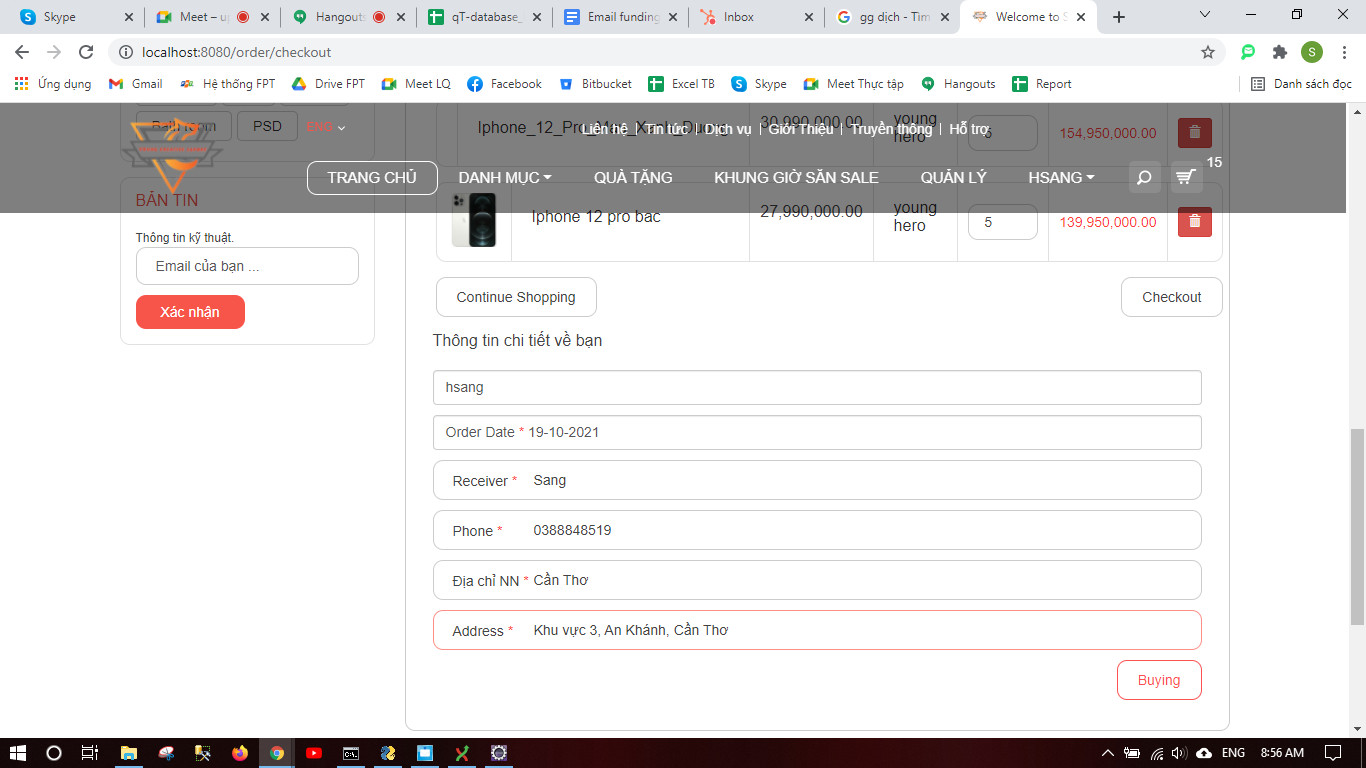 Skype Meet – u Hangouts qT-database_ Email funding Inbox gg dịch - Tìm Welcome to S
localhost:8080/order/checkout S
Ứng dụng Gmail Hệ thống FPT Drive FPT Meet LQ Facebook Bitbucket Excel TB Skype Meet Thực tập Hangouts Report Danh sách đọc
PSD ENG
Liên hệ Tin tức Dịch vụ Giới Thiệu Truyền thông Hỗ trợ
30,990,000.00 young hero 154,950,000.00
15
TRANG CHỦ DANH MỤC QUÀ TẶNG KHUNG GIỜ SĂN SALE QUẢN LÝ HSANG
BẢN TIN
Iphone 12 pro bac 27,990,000.00 young hero 5 139,950,000.00
Thông tin kỹ thuật.
Email của bạn ...
Xác nhận
Continue Shopping Checkout
Thông tin chi tiết về bạn
hsang
Order Date * 19-10-2021
Receiver * Sang
Phone * 0388848519
Địa chỉ NN * Cần Thơ
Address * Khu vực 3, An Khánh, Cần Thơ
Buying
ENG 8:56 AM